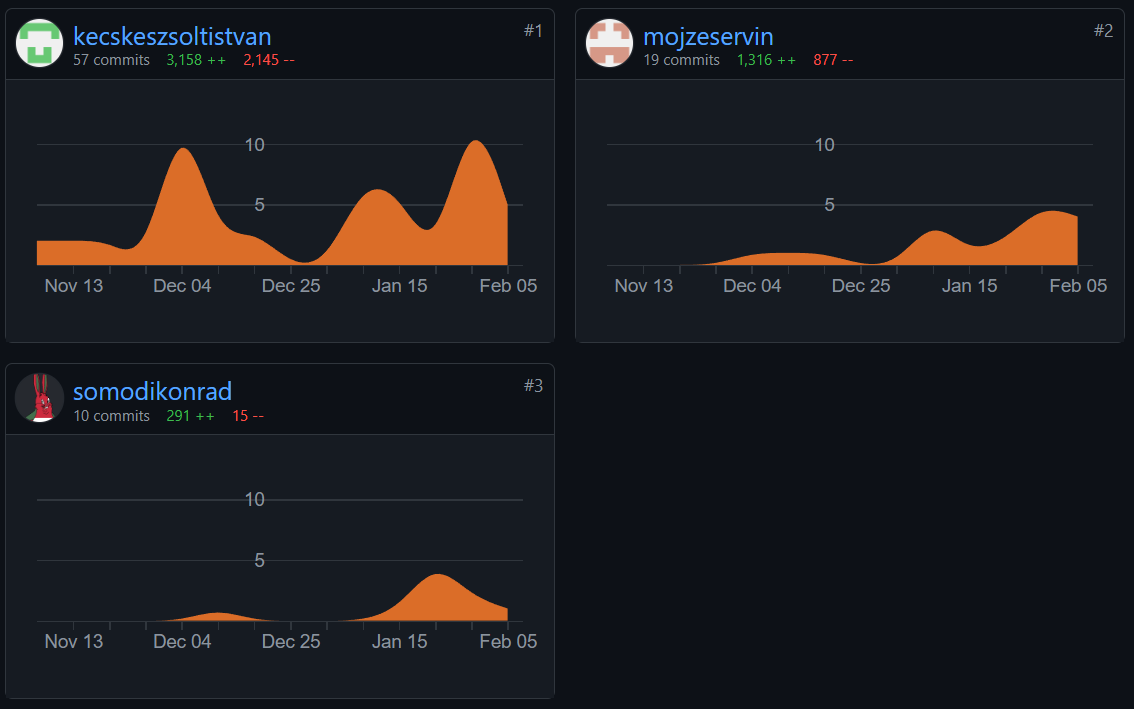 kecskeszsoltistvan #1
57 commits 3,158 ++ 2,145 --
10
5
Nov 13 Dec 04 Dec 25 Jan 15 Feb 05
mojzeservin #2
19 commits 1,316 ++ 877 --
10
5
Nov 13 Dec 04 Dec 25 Jan 15 Feb 05
somodikonrad #3
10 commits 291 ++ 15 --
10
5
Nov 13 Dec 04 Dec 25 Jan 15 Feb 05